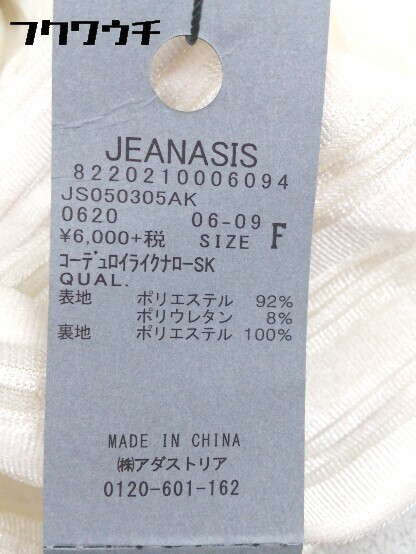 フクワウチ
JEANASIS
8220210006094
JS050305AK
0620 06-09
¥6,000+税 SIZE F
コーデュロイライクナローSK
QUAL.
表地 ポリエステル 92%
ポリウレタン 8%
裏地 ポリエステル 100%
MADE IN CHINA
㈱アダストリア
0120-601-162